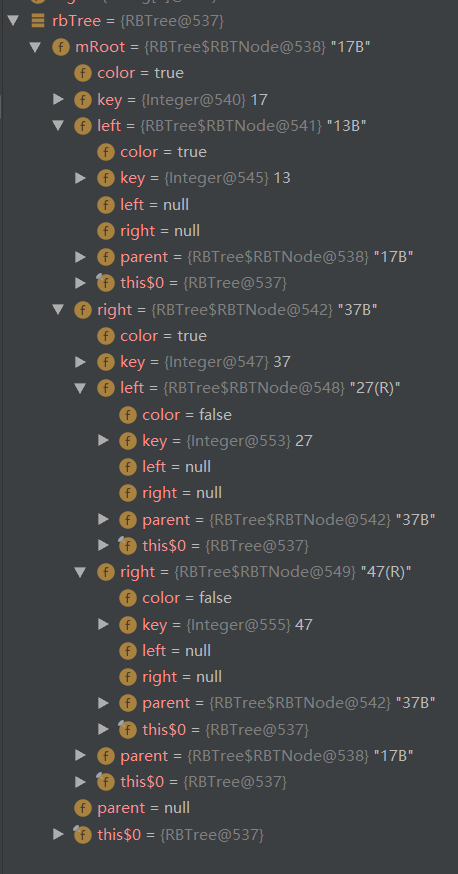 rbTree = {RBTree@537}
f mRoot = {RBTree$RBTNode@538} "17B"
f color = true
f key = {Integer@540} 17
f left = {RBTree$RBTNode@541} "13B"
f color = true
f key = {Integer@545} 13
f left = null
f right = null
f parent = {RBTree$RBTNode@538} "17B"
f this$0 = {RBTree@537}
f right = {RBTree$RBTNode@542} "37B"
f color = true
f key = {Integer@547} 37
f left = {RBTree$RBTNode@548} "27(R)"
f color = false
f key = {Integer@553} 27
f left = null
f right = null
f parent = {RBTree$RBTNode@542} "37B"
f this$0 = {RBTree@537}
f right = {RBTree$RBTNode@549} "47(R)"
f color = false
f key = {Integer@555} 47
f left = null
f right = null
f parent = {RBTree$RBTNode@542} "37B"
f this$0 = {RBTree@537}
f parent = {RBTree$RBTNode@538} "17B"
f this$0 = {RBTree@537}
f parent = null
f this$0 = {RBTree@537}